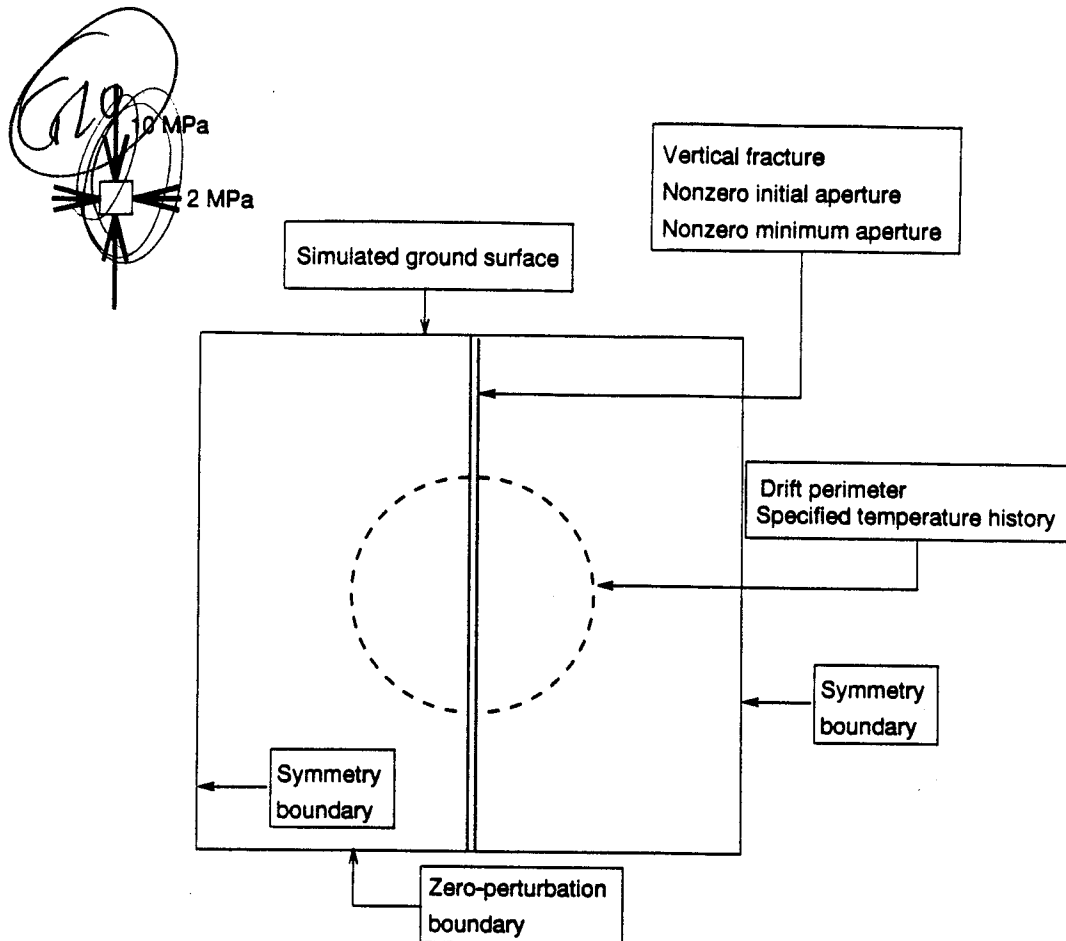 10 MPa
2 MPa
Vertical fracture
Nonzero initial aperture
Nonzero minimum aperture
Simulated ground surface
Drift perimeter
Specified temperature history
Symmetry
boundary
Symmetry
boundary
Zero-perturbation
boundary